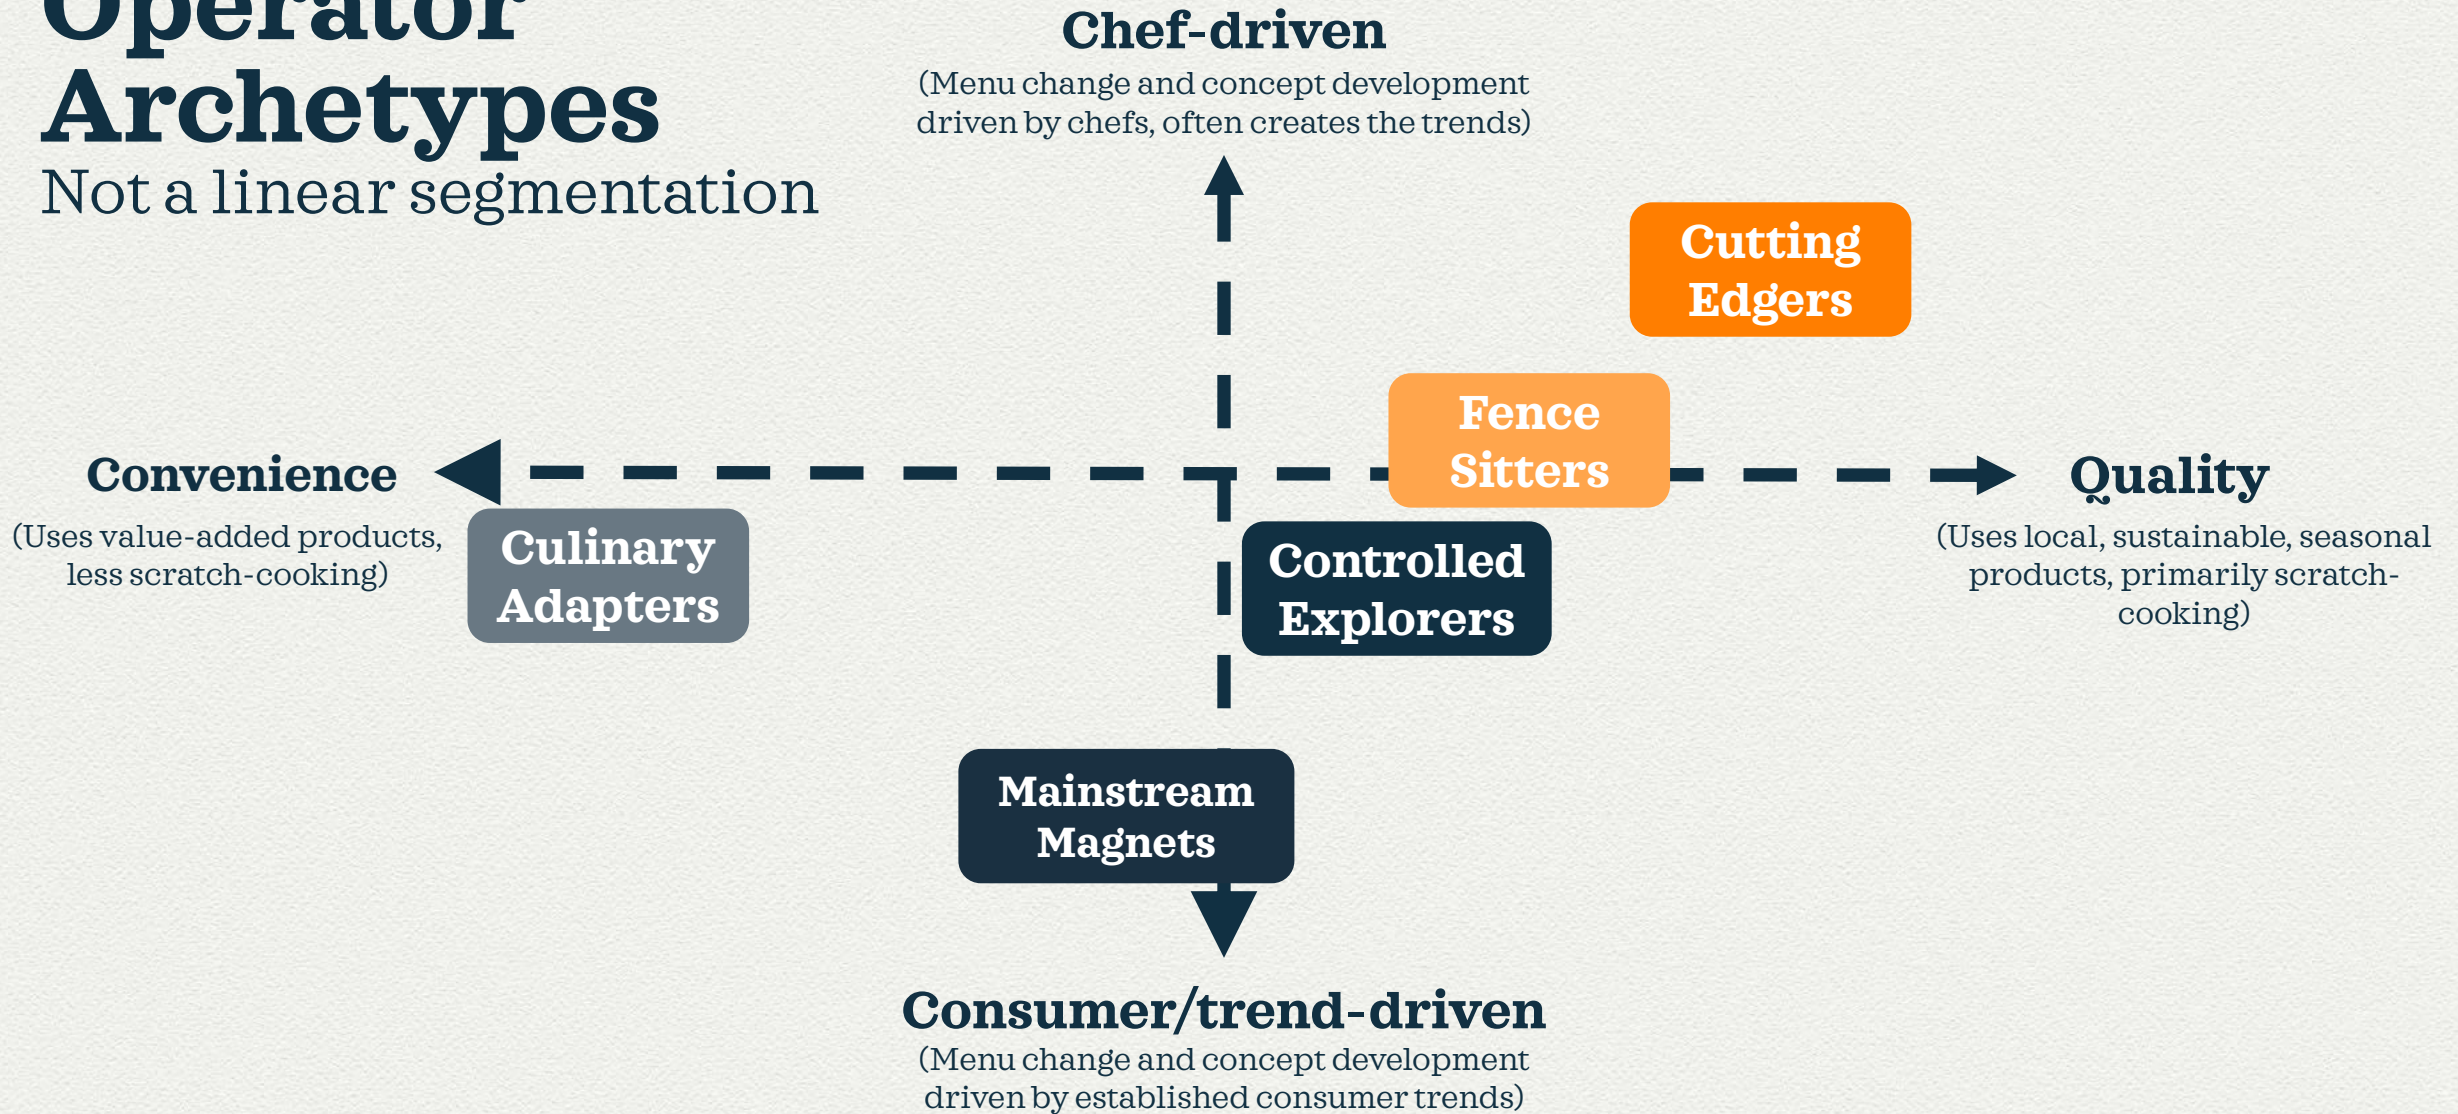 Operator
Archetypes
Not a linear segmentation
Chef-driven
(Menu change and concept development
driven by chefs, often creates the trends)
Cutting
Edgers
Fence
Sitters
Convenience
(Uses value-added products,
less scratch-cooking)
Quality
(Uses local, sustainable, seasonal
products, primarily scratch-
cooking)
Culinary
Adapters
Controlled
Explorers
Mainstream
Magnets
Consumer/trend-driven
(Menu change and concept development
driven by established consumer trends)